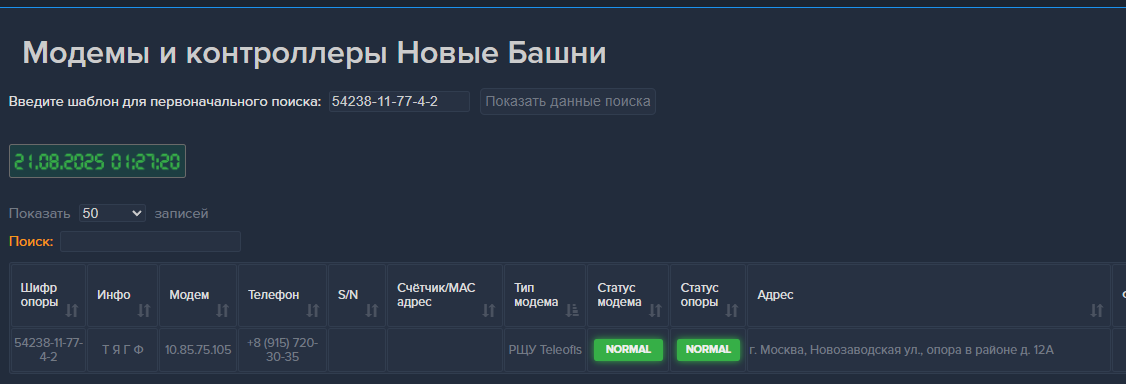 Модемы и контроллеры Новые Башни
Введите шаблон для первоначального поиска: 54238-11-77-4-2 Показать данные поиска
21.08.2025 01:27:20
Показать 50 записей
Поиск:
Шифр опоры Инфо Модем Телефон S/N Счётчик/MAC адрес Тип модема Статус модема Статус опоры Адрес
54238-11-77-4-2 Т Я Г Ф 10.85.75.105 +8 (915) 720-30-35 РЩУ Teleofis NORMAL NORMAL г. Москва, Новозаводская ул., опора в районе д. 12А